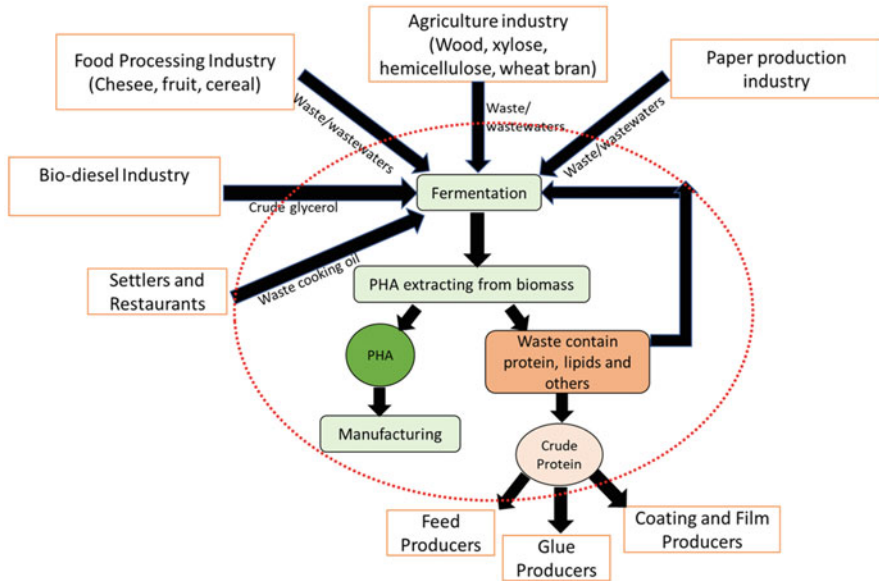 Food Processing Industry
(Chesee, fruit, cereal)
Agriculture industry
(Wood, xylose,
hemicellulose, wheat bran)
Paper production
industry
Waste/wastewaters
Waste/
wastewaters
Waste/wastewaters
Bio-diesel Industry
Crude glycerol
Fermentation
Settlers and
Restaurants
Waste cooking oil
PHA extracting from biomass
PHA
Waste contain
protein, lipids and
others
Manufacturing
Crude
Protein
Feed
Producers
Glue
Producers
Coating and Film
Producers